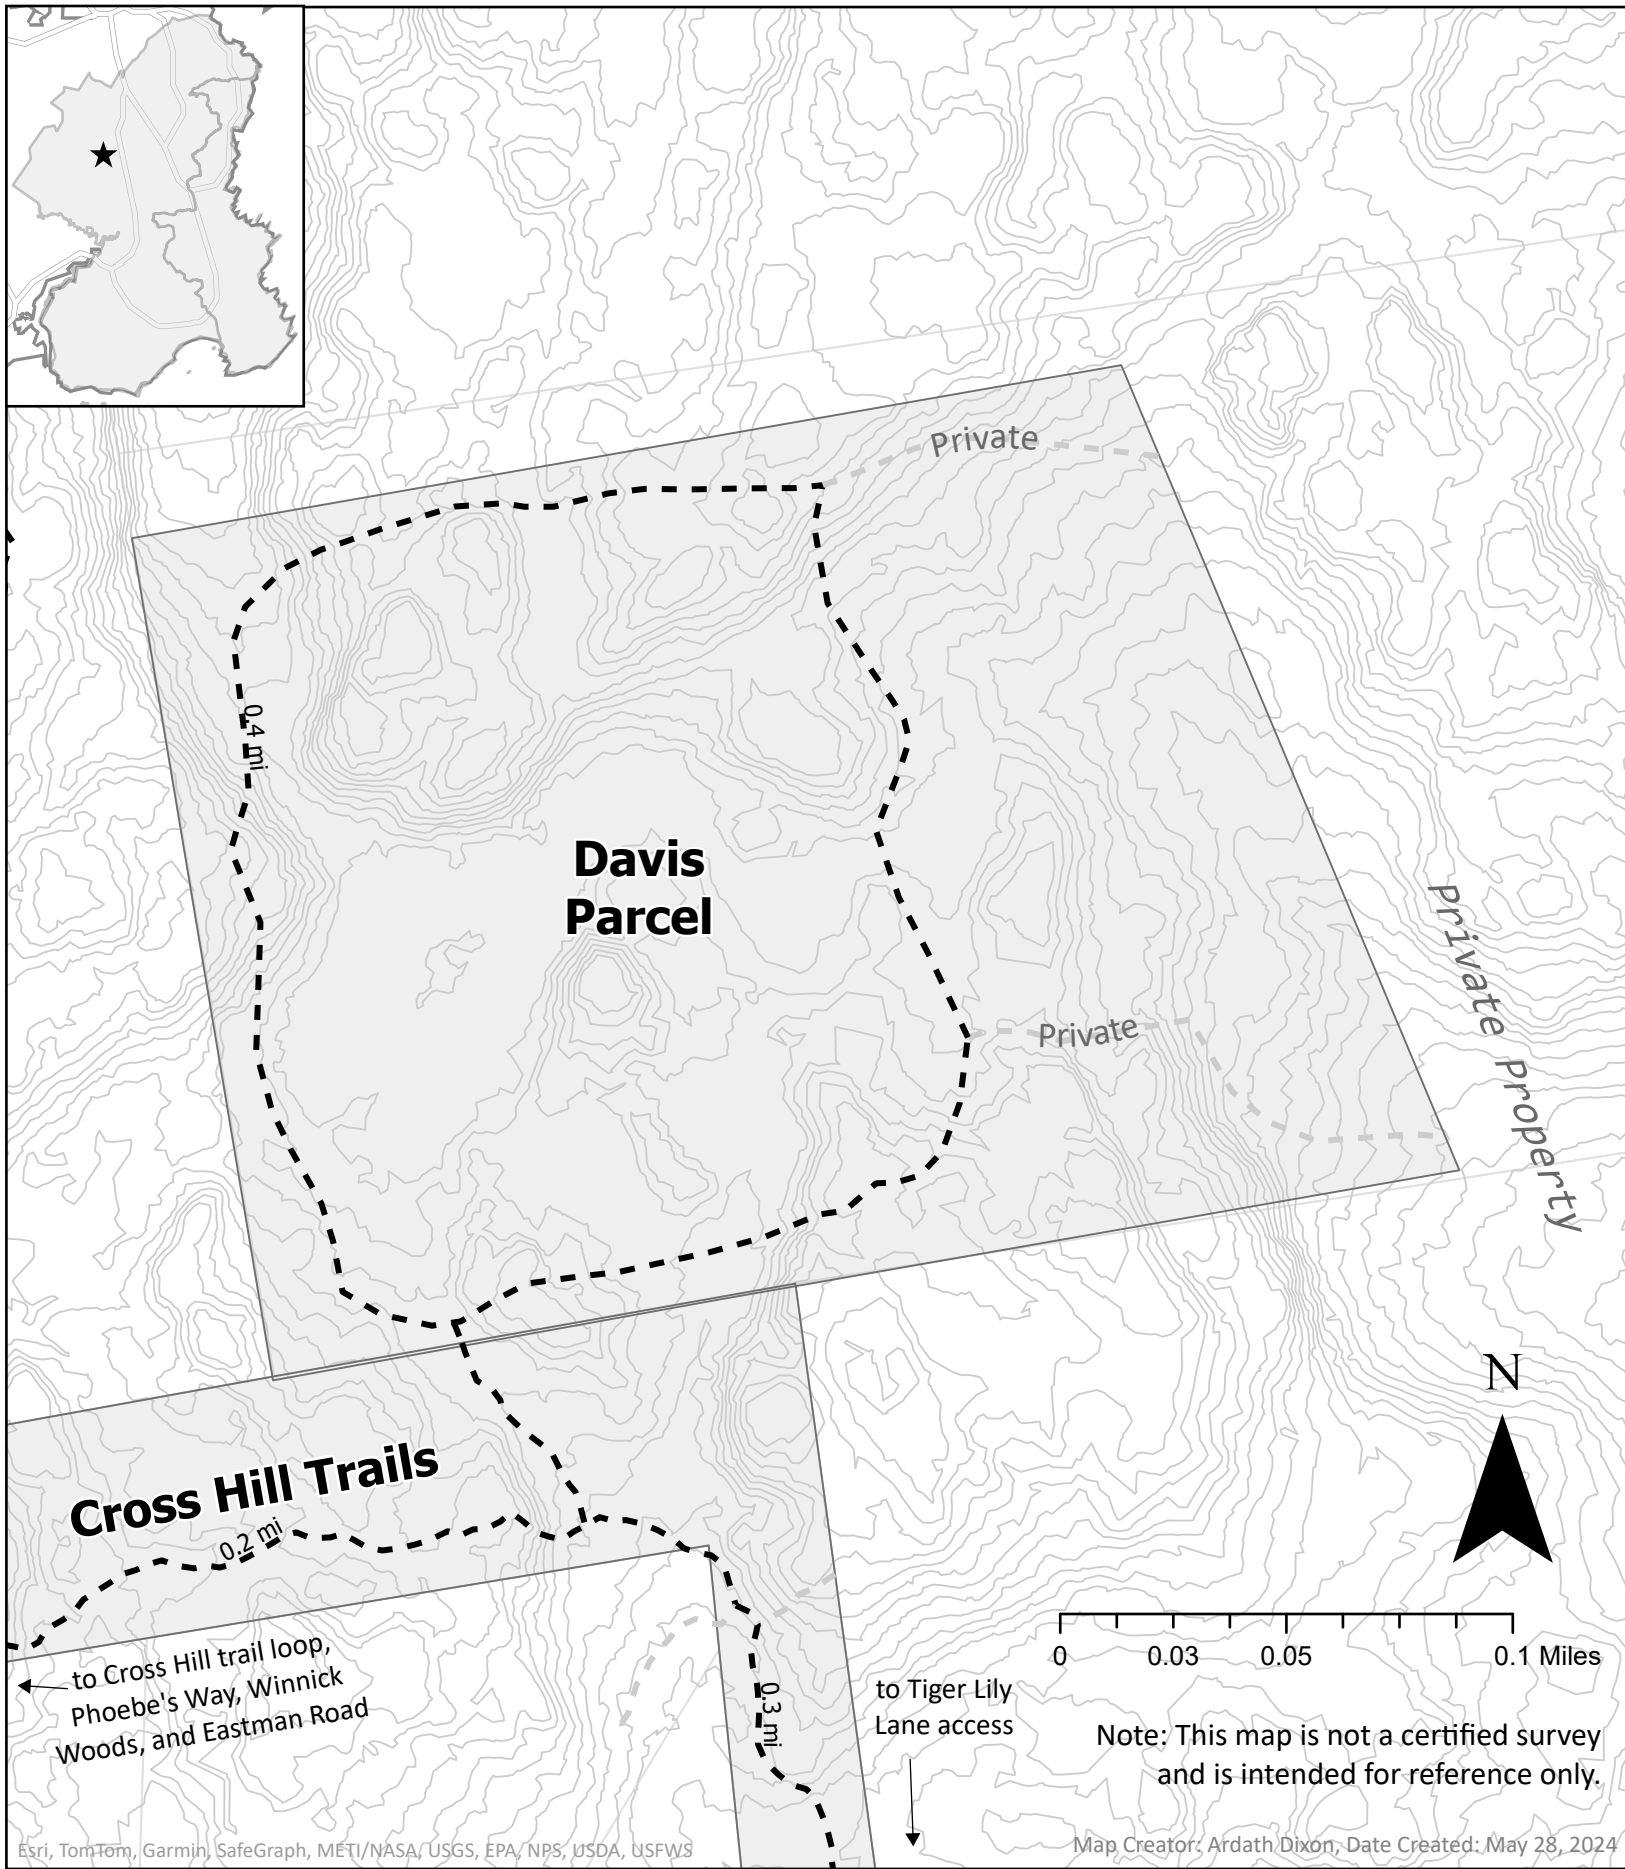 Private
0.4 mi
Davis
Parcel
Private
Private Property
N
Cross Hill Trails
0.2 mi
0 0.03 0.05 0.1 Miles
to Cross Hill trail loop,
Phoebe's Way, Winnick
Woods, and Eastman Road
0.3 mi
to Tiger Lily
Lane access
Note: This map is not a certified survey
and is intended for reference only.
Esri, TomTom, Garmin, SafeGraph, METI/NASA, USGS, EPA, NPS, USDA, USFWS
Map Creator: Ardath Dixon, Date Created: May 28, 2024